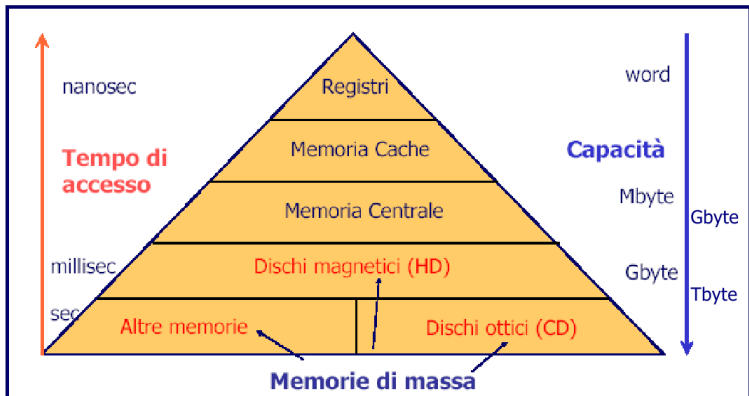 nanosec
Registri
word
Tempo di
accesso
Memoria Cache
Capacità
Memoria Centrale
Mbyte
Gbyte
millisec
Dischi magnetici (HD)
Gbyte
Tbyte
sec
Altre memorie
Dischi ottici (CD)
Memorie di massa